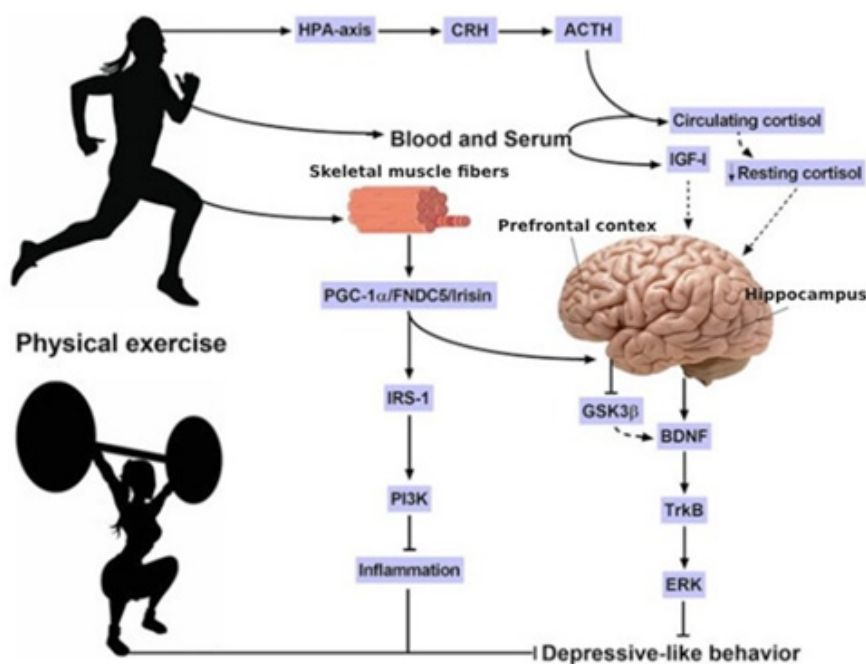 HPA-axis
CRH
ACTH
Blood and Serum
Circulating cortisol
IGF-I
↓ Resting cortisol
Skeletal muscle fibers
Prefrontal contex
Hippocampus
PGC-1α/FNDC5/Irisin
Physical exercise
IRS-1
GSK3β
BDNF
PI3K
TrkB
Inflammation
ERK
Depressive-like behavior